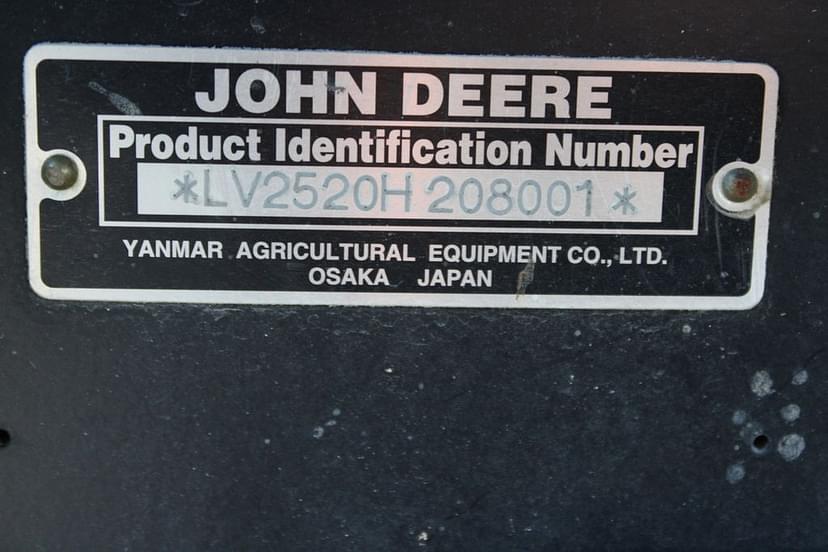 JOHN DEERE
Product Identification Number
*LV2520H 208001*
YANMAR AGRICULTURAL EQUIPMENT CO., LTD.
OSAKA JAPAN